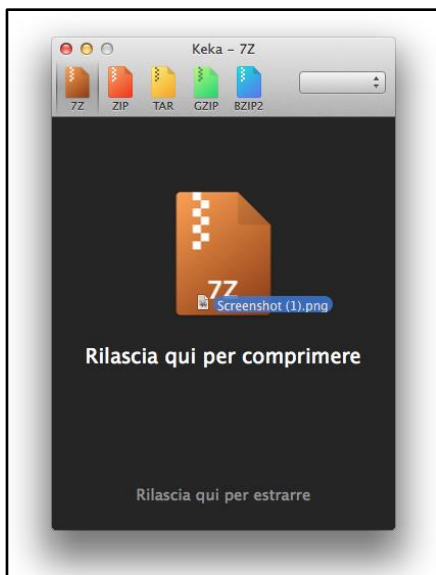 Keka – 7Z
7Z ZIP TAR GZIP BZIP2
7Z
Screenshot (1).png
Rilascia qui per comprimere
Rilascia qui per estrarre